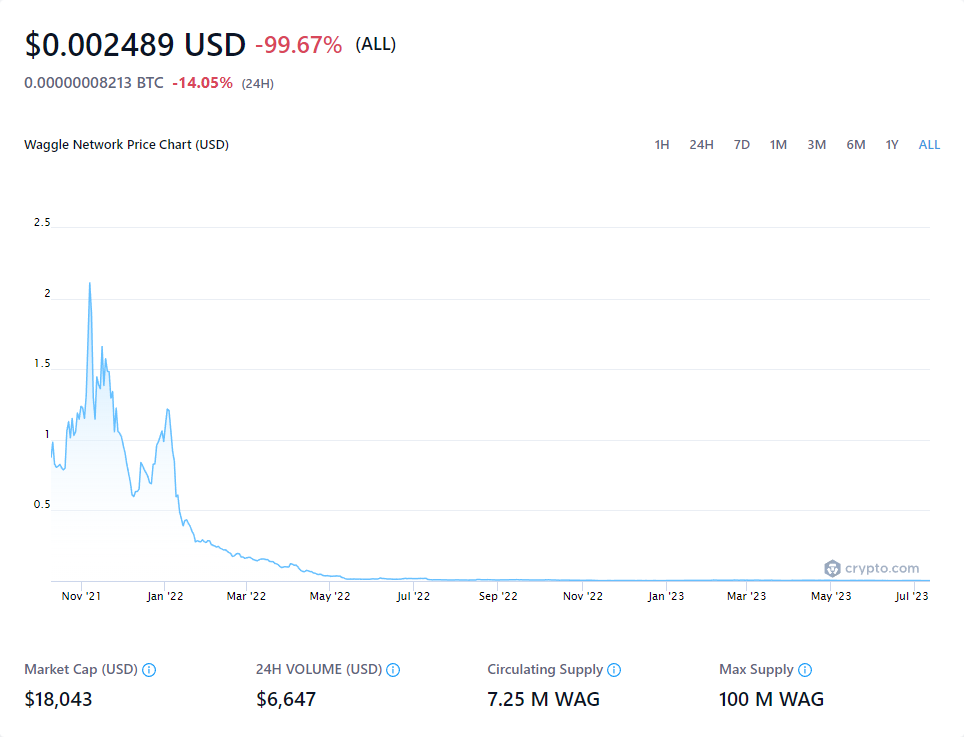 $0.002489 USD -99.67% (ALL)
0.00000008213 BTC -14.05% (24H)
Waggle Network Price Chart (USD) 1H 24H 7D 1M 3M 6M 1Y ALL
2.5
2
1.5
1
0.5
crypto.com
Nov '21 Jan '22 Mar '22 May '22 Jul '22 Sep '22 Nov '22 Jan '23 Mar '23 May '23 Jul '23
Market Cap (USD) 24H VOLUME (USD) Circulating Supply Max Supply
$18,043 $6,647 7.25 M WAG 100 M WAG